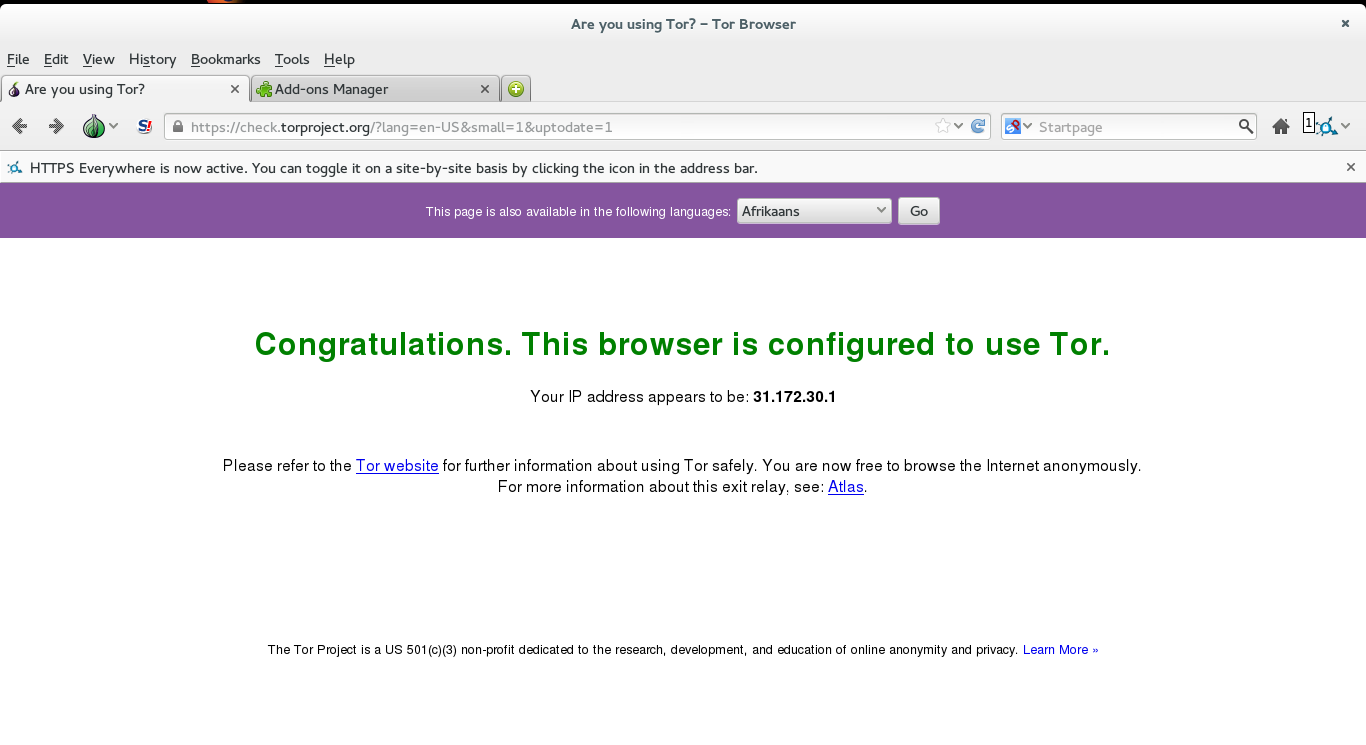 Are you using Tor? – Tor Browser
File Edit View History Bookmarks Tools Help
Are you using Tor? Add-ons Manager
S! https://check.torproject.org/?lang=en-US&small=1&uptodate=1 Startpage 1
HTTPS Everywhere is now active. You can toggle it on a site-by-site basis by clicking the icon in the address bar.
This page is also available in the following languages: Afrikaans Go
Congratulations. This browser is configured to use Tor.
Your IP address appears to be: 31.172.30.1
Please refer to the Tor website for further information about using Tor safely. You are now free to browse the Internet anonymously.
For more information about this exit relay, see: Atlas.
The Tor Project is a US 501(c)(3) non-profit dedicated to the research, development, and education of online anonymity and privacy. Learn More »